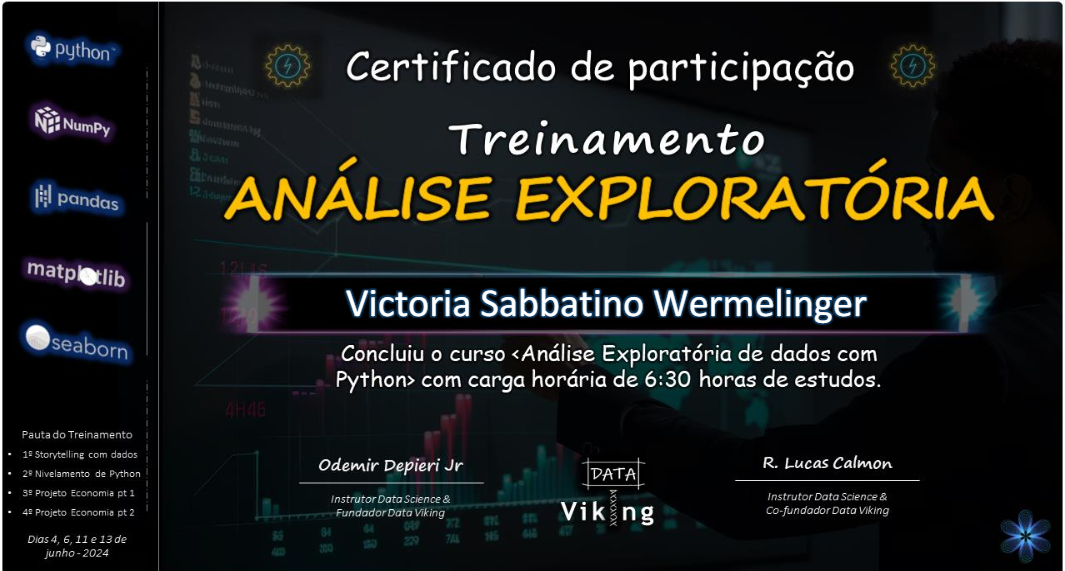 python
NumPy
pandas
matplotlib
seaborn
Pauta do Treinamento
• 1º Storytelling com dados
• 2º Nivelamento de Python
• 3º Projeto Economia pt 1
• 4º Projeto Economia pt 2
Dias 4, 6, 11 e 13 de
junho - 2024
Certificado de participação
Treinamento
ANÁLISE EXPLORATÓRIA
Victoria Sabbatino Wermelinger
Concluiu o curso <Análise Exploratória de dados com
Python> com carga horária de 6:30 horas de estudos.
Odemir Depieri Jr
Instrutor Data Science &
Fundador Data Viking
DATA
Viking
R. Lucas Calmon
Instrutor Data Science &
Co-fundador Data Viking